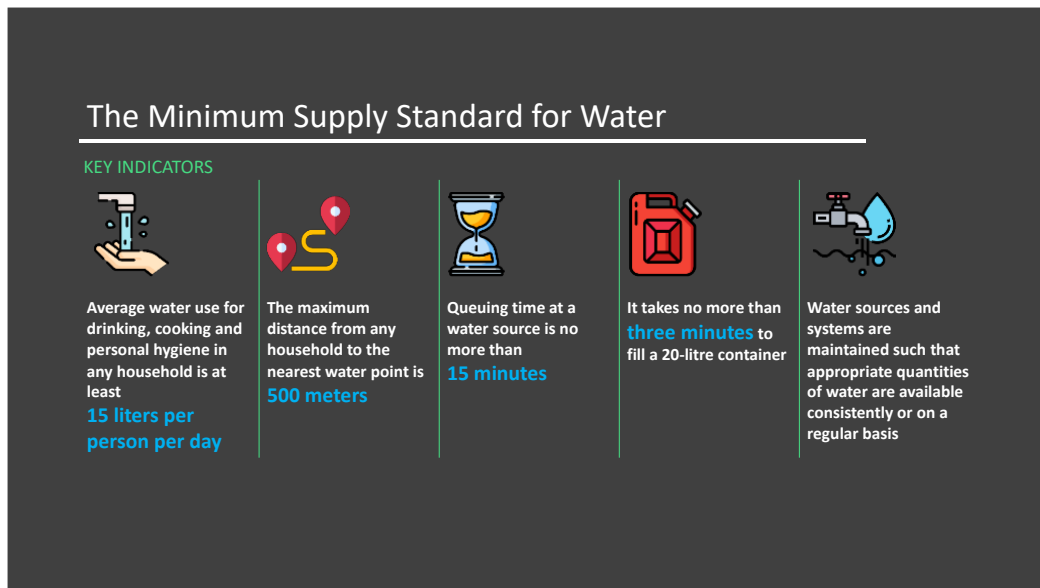 The Minimum Supply Standard for Water
KEY INDICATORS
Average water use for
drinking, cooking and
personal hygiene in
any household is at
least
15 liters per
person per day
The maximum
distance from any
household to the
nearest water point is
500 meters
Queuing time at a
water source is no
more than
15 minutes
It takes no more than
three minutes to
fill a 20-litre container
Water sources and
systems are
maintained such that
appropriate quantities
of water are available
consistently or on a
regular basis